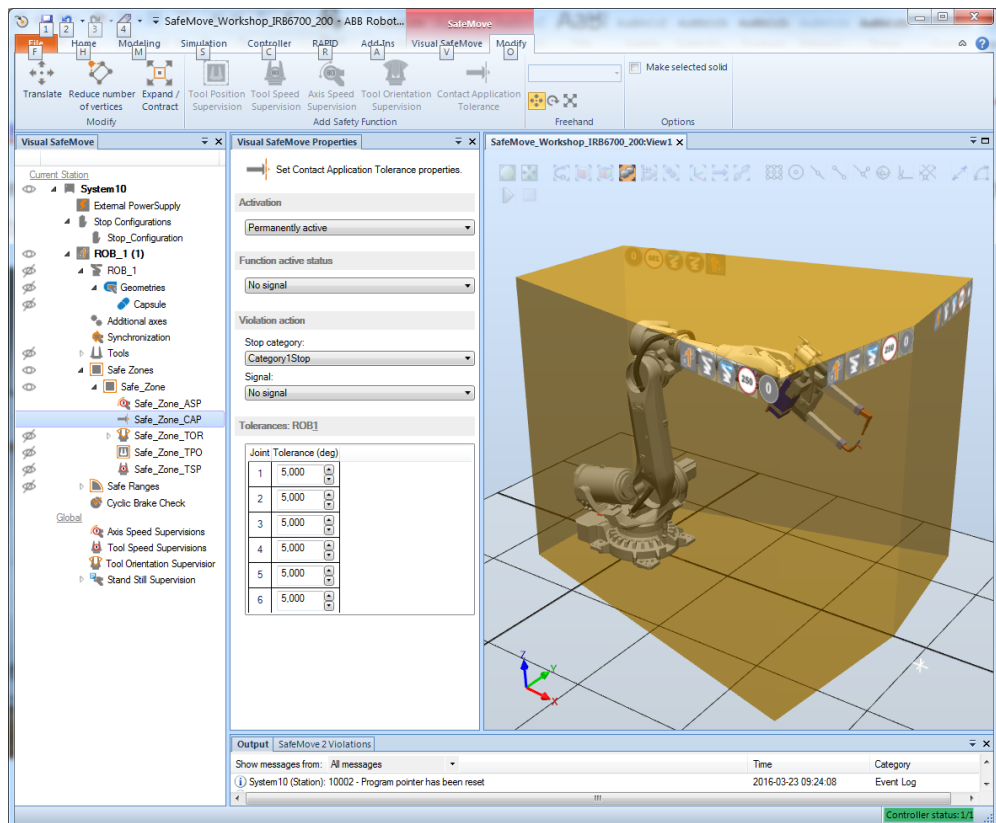 SafeMove_Workshop_IRB6700_200 - ABB Robot...
SafeMove
1 2 3 4
File Home Modeling Simulation Controller RAPID Add-Ins Visual SafeMove Modify
F H M S C R A V O
Translate
Reduce number of vertices
Expand / Contract
Tool Position Supervision
Tool Speed Supervision
Axis Speed Supervision
Tool Orientation Supervision
Contact Application Tolerance
Make selected solid
Modify
Add Safety Function
Freehand
Options
Visual SafeMove
Current Station
System10
External PowerSupply
Stop Configurations
Stop_Configuration
ROB_1 (1)
ROB_1
Geometries
Capsule
Additional axes
Synchronization
Tools
Safe Zones
Safe_Zone
Safe_Zone_ASP
Safe_Zone_CAP
Safe_Zone_TOR
Safe_Zone_TPO
Safe_Zone_TSP
Safe Ranges
Cyclic Brake Check
Global
Axis Speed Supervisions
Tool Speed Supervisions
Tool Orientation Supervisior
Stand Still Supervision
Visual SafeMove Properties
Set Contact Application Tolerance properties.
Activation
Permanently active
Function active status
No signal
Violation action
Stop category:
Category1Stop
Signal:
No signal
Tolerances: ROB1
Joint Tolerance (deg)
1 5,000
2 5,000
3 5,000
4 5,000
5 5,000
6 5,000
SafeMove_Workshop_IRB6700_200:View1
250 0
250 0
Z
Y
X
Output SafeMove 2 Violations
Show messages from: All messages Time Category
System10 (Station): 10002 - Program pointer has been reset 2016-03-23 09:24:08 Event Log
Controller status: 1/1